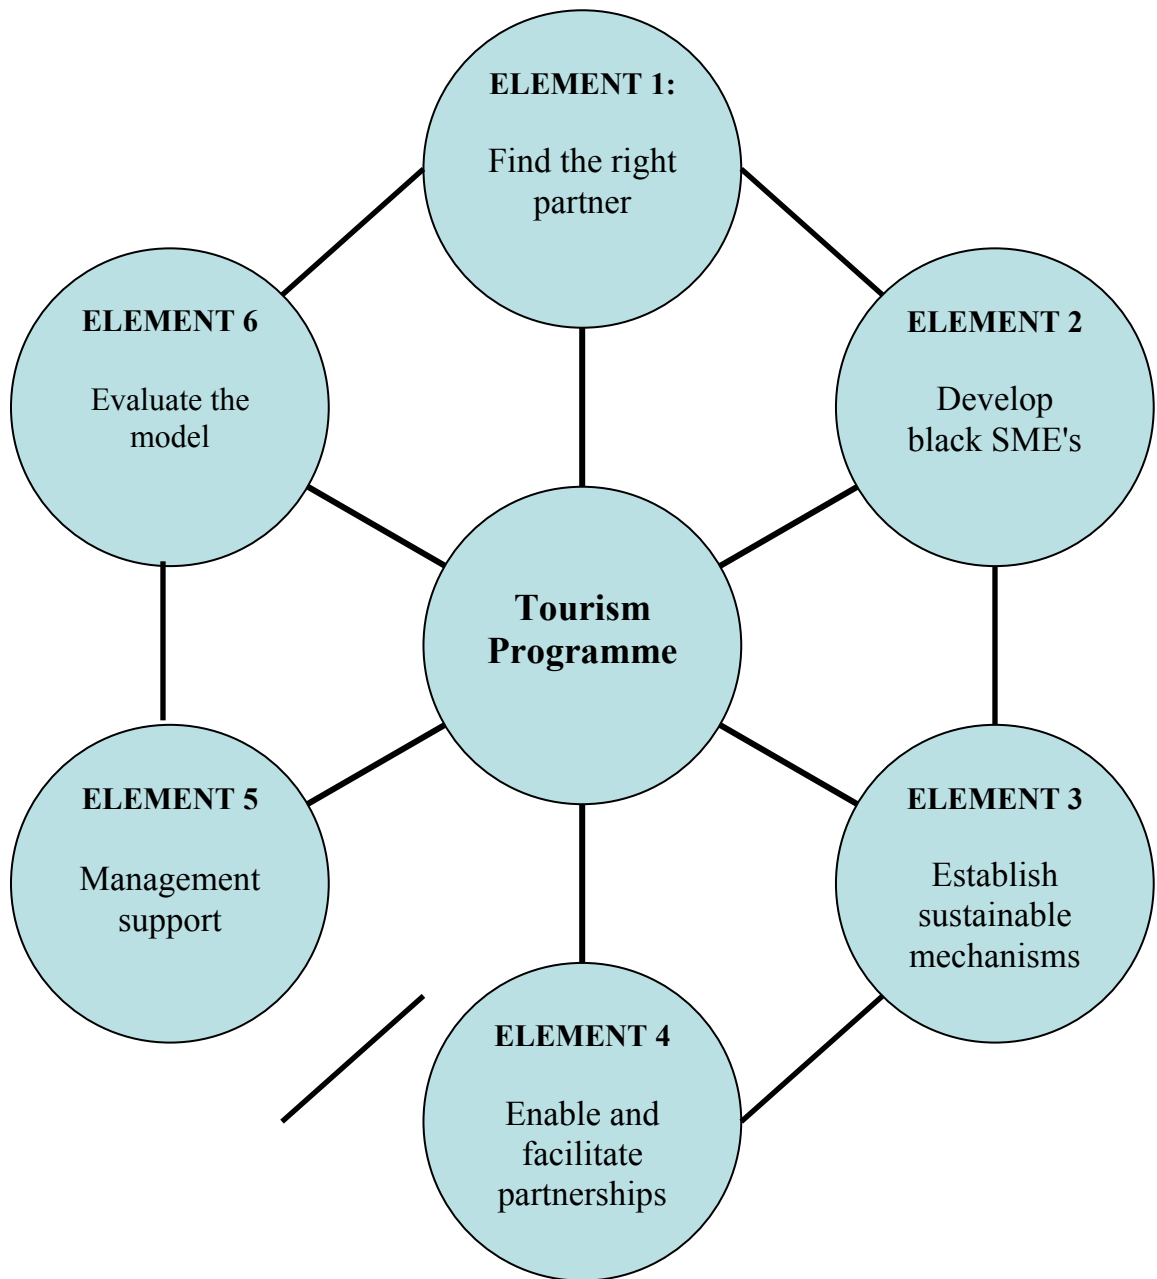 ELEMENT 1:
Find the right
partner
ELEMENT 2
Develop
black SME's
ELEMENT 3
Establish
sustainable
mechanisms
ELEMENT 4
Enable and
facilitate
partnerships
ELEMENT 5
Management
support
ELEMENT 6
Evaluate the
model
Tourism
Programme